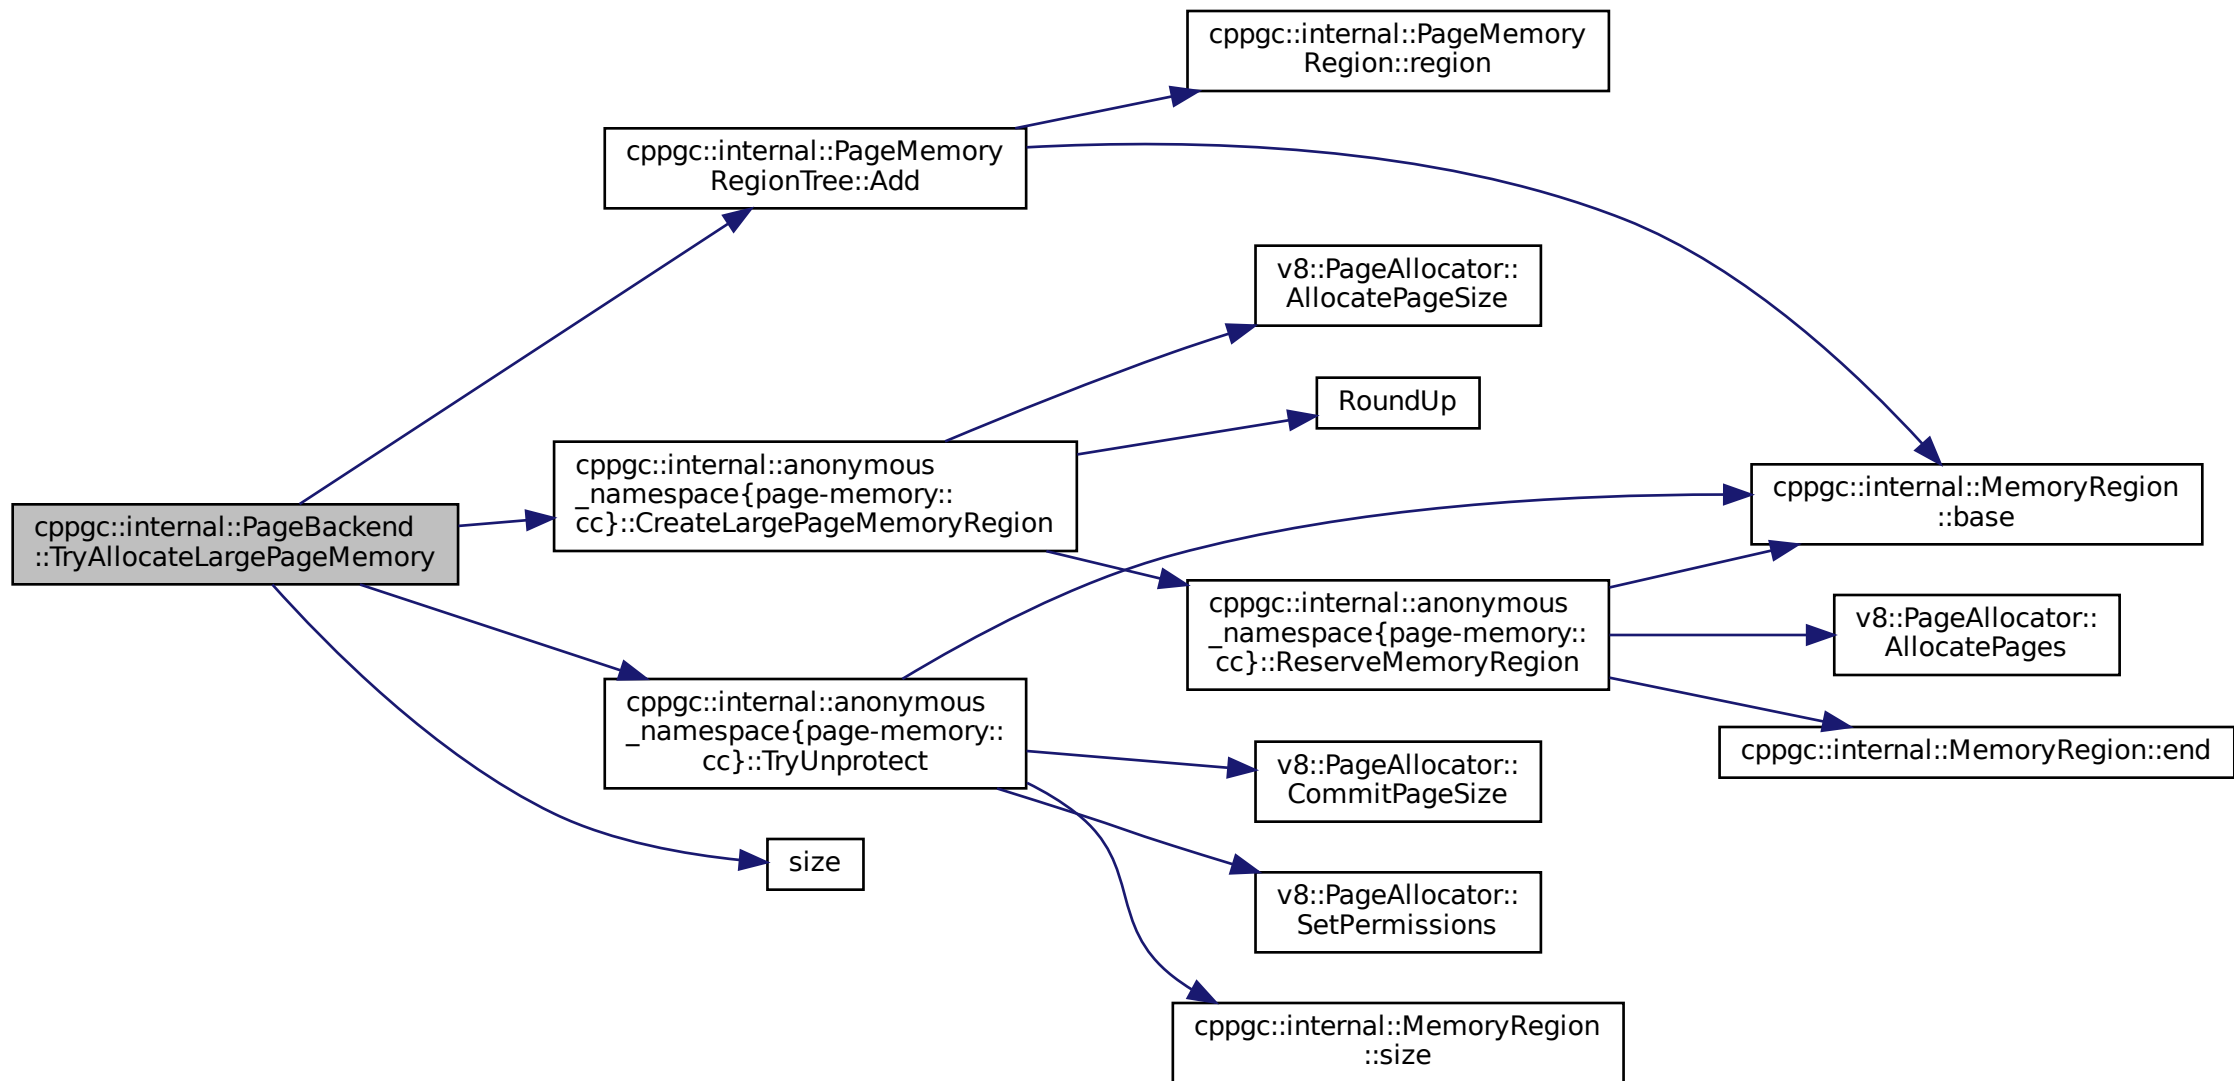 cppgc::internal::PageMemory
Region::region
cppgc::internal::PageMemory
RegionTree::Add
v8::PageAllocator::
AllocatePageSize
RoundUp
cppgc::internal::anonymous
_namespace{page-memory::
cc}::CreateLargePageMemoryRegion
cppgc::internal::MemoryRegion
::base
cppgc::internal::PageBackend
::TryAllocateLargePageMemory
cppgc::internal::anonymous
_namespace{page-memory::
cc}::ReserveMemoryRegion
v8::PageAllocator::
AllocatePages
cppgc::internal::anonymous
_namespace{page-memory::
cc}::TryUnprotect
cppgc::internal::MemoryRegion::end
v8::PageAllocator::
CommitPageSize
size
v8::PageAllocator::
SetPermissions
cppgc::internal::MemoryRegion
::size